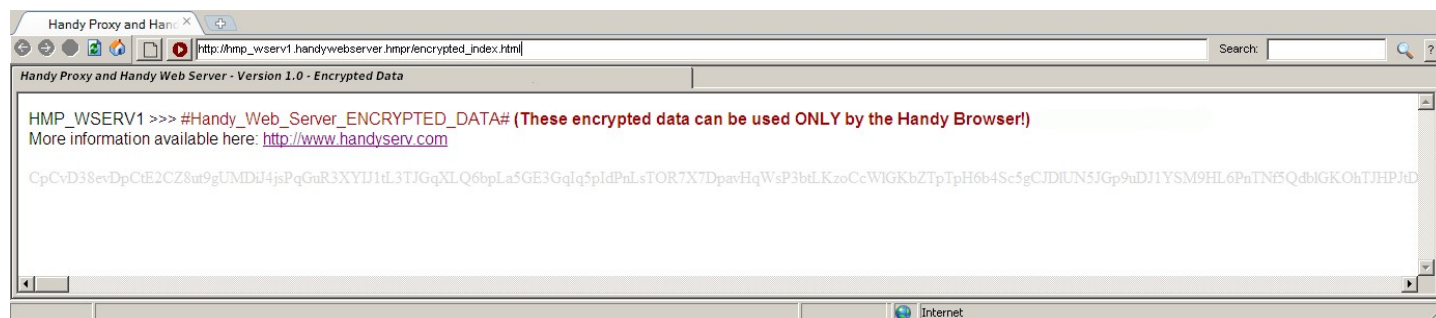 Handy Proxy and Hand
http://hmp_wserv1.handywebserver.hmpr/encrypted_index.html
Search:
?
Handy Proxy and Handy Web Server - Version 1.0 - Encrypted Data
HMP_WSERV1 >>> #Handy_Web_Server_ENCRYPTED_DATA# (These encrypted data can be used ONLY by the Handy Browser!)
More information available here: http://www.handyserv.com
Internet